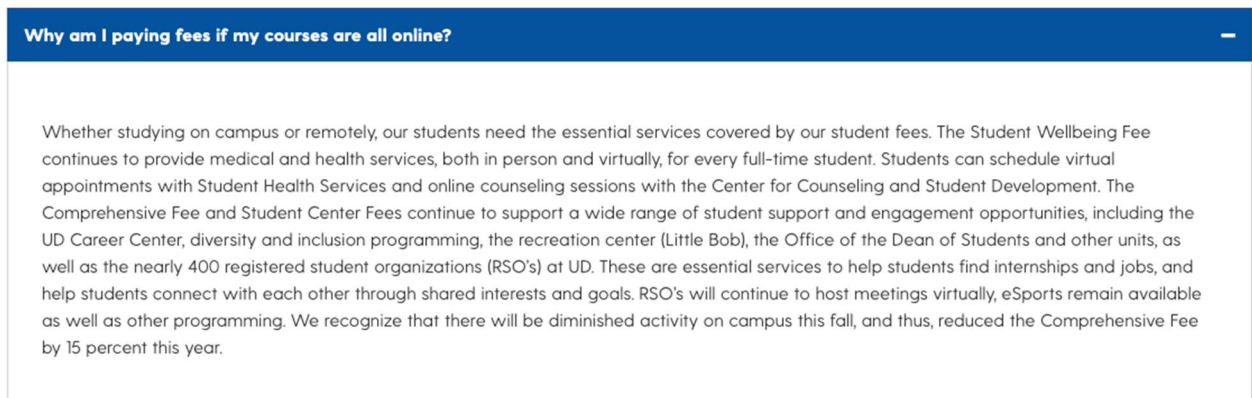 Why am I paying fees if my courses are all online?
Whether studying on campus or remotely, our students need the essential services covered by our student fees. The Student Wellbeing Fee
continues to provide medical and health services, both in person and virtually, for every full-time student. Students can schedule virtual
appointments with Student Health Services and online counseling sessions with the Center for Counseling and Student Development. The
Comprehensive Fee and Student Center Fees continue to support a wide range of student support and engagement opportunities, including the
UD Career Center, diversity and inclusion programming, the recreation center (Little Bob), the Office of the Dean of Students and other units, as
well as the nearly 400 registered student organizations (RSO's) at UD. These are essential services to help students find internships and jobs, and
help students connect with each other through shared interests and goals. RSO's will continue to host meetings virtually, eSports remain available
as well as other programming. We recognize that there will be diminished activity on campus this fall, and thus, reduced the Comprehensive Fee
by 15 percent this year.